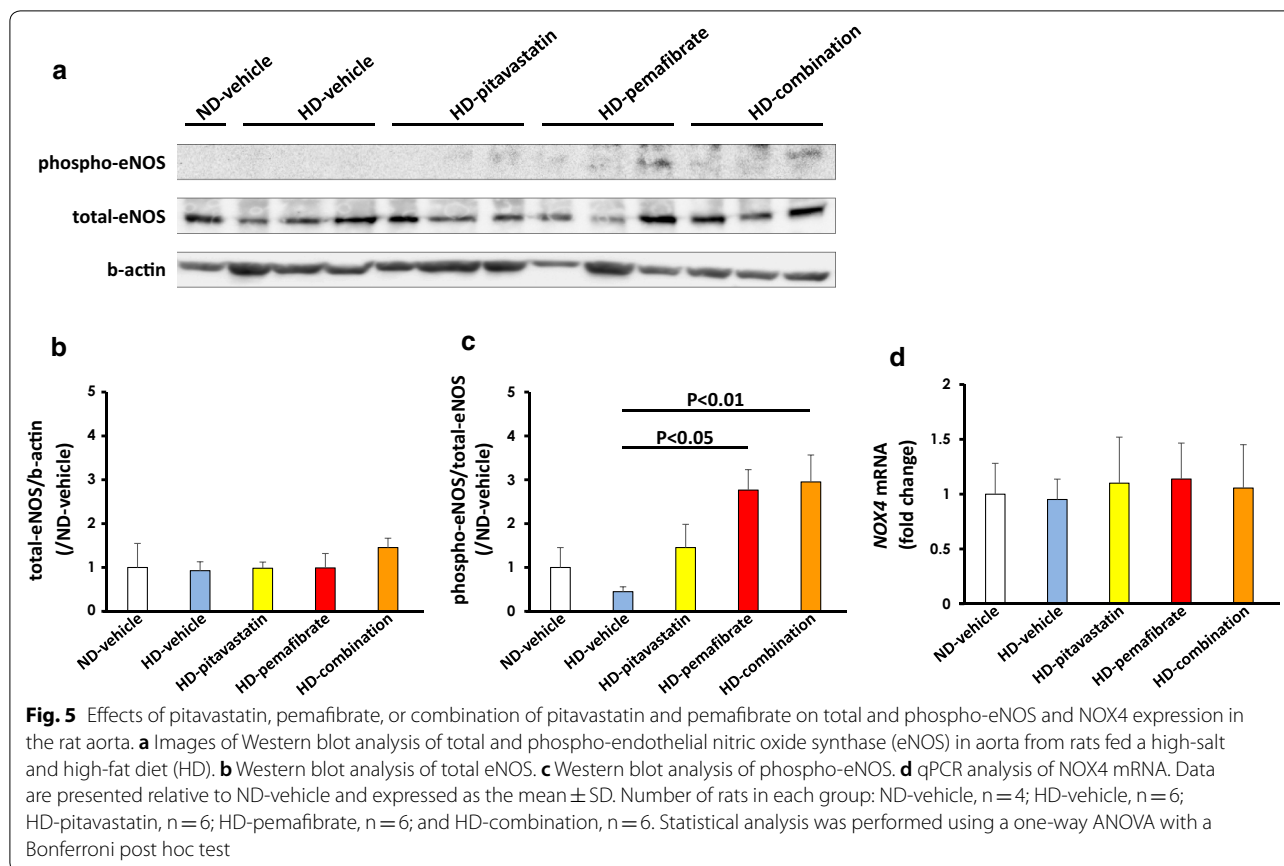 a
ND-vehicle
HD-vehicle
HD-pitavastatin
HD-pemafibrate
HD-combination
phospho-eNOS
total-eNOS
b-actin
b
total-eNOS/b-actin
(/ND-vehicle)
5
4
3
2
1
0
ND-vehicle
HD-vehicle
HD-pitavastatin
HD-pemafibrate
HD-combination
c
phospho-eNOS/total-eNOS
(/ND-vehicle)
5
4
3
2
1
0
P<0.01
P<0.05
ND-vehicle
HD-vehicle
HD-pitavastatin
HD-pemafibrate
HD-combination
d
NOX4 mRNA
(fold change)
2
1.5
1
0.5
0
ND-vehicle
HD-vehicle
HD-pitavastatin
HD-pemafibrate
HD-combination
Fig. 5 Effects of pitavastatin, pemafibrate, or combination of pitavastatin and pemafibrate on total and phospho-eNOS and NOX4 expression in
the rat aorta. a Images of Western blot analysis of total and phospho-endothelial nitric oxide synthase (eNOS) in aorta from rats fed a high-salt
and high-fat diet (HD). b Western blot analysis of total eNOS. c Western blot analysis of phospho-eNOS. d qPCR analysis of NOX4 mRNA. Data
are presented relative to ND-vehicle and expressed as the mean ± SD. Number of rats in each group: ND-vehicle, n = 4; HD-vehicle, n = 6;
HD-pitavastatin, n = 6; HD-pemafibrate, n = 6; and HD-combination, n = 6. Statistical analysis was performed using a one-way ANOVA with a
Bonferroni post hoc test